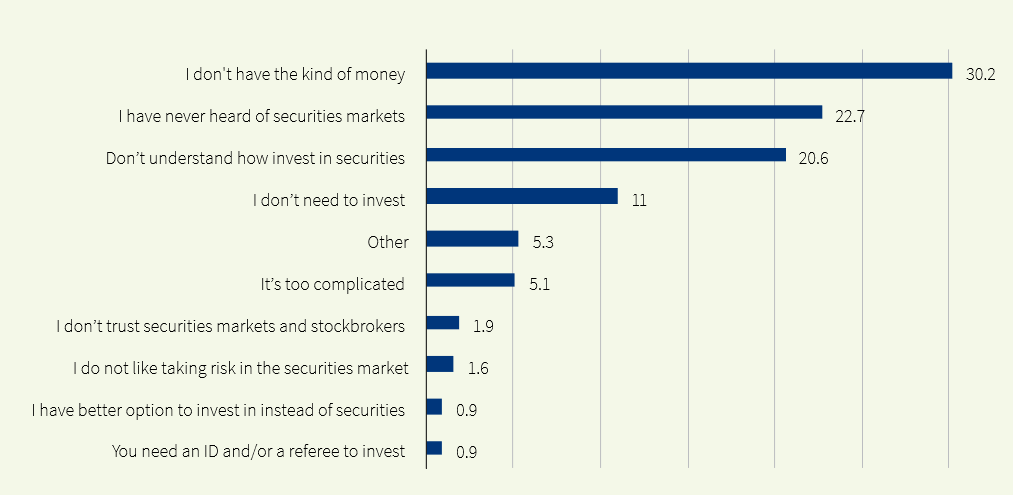 I don't have the kind of money 30.2
I have never heard of securities markets 22.7
Don’t understand how invest in securities 20.6
I don’t need to invest 11
Other 5.3
It’s too complicated 5.1
I don’t trust securities markets and stockbrokers 1.9
I do not like taking risk in the securities market 1.6
I have better option to invest in instead of securities 0.9
You need an ID and/or a referee to invest 0.9